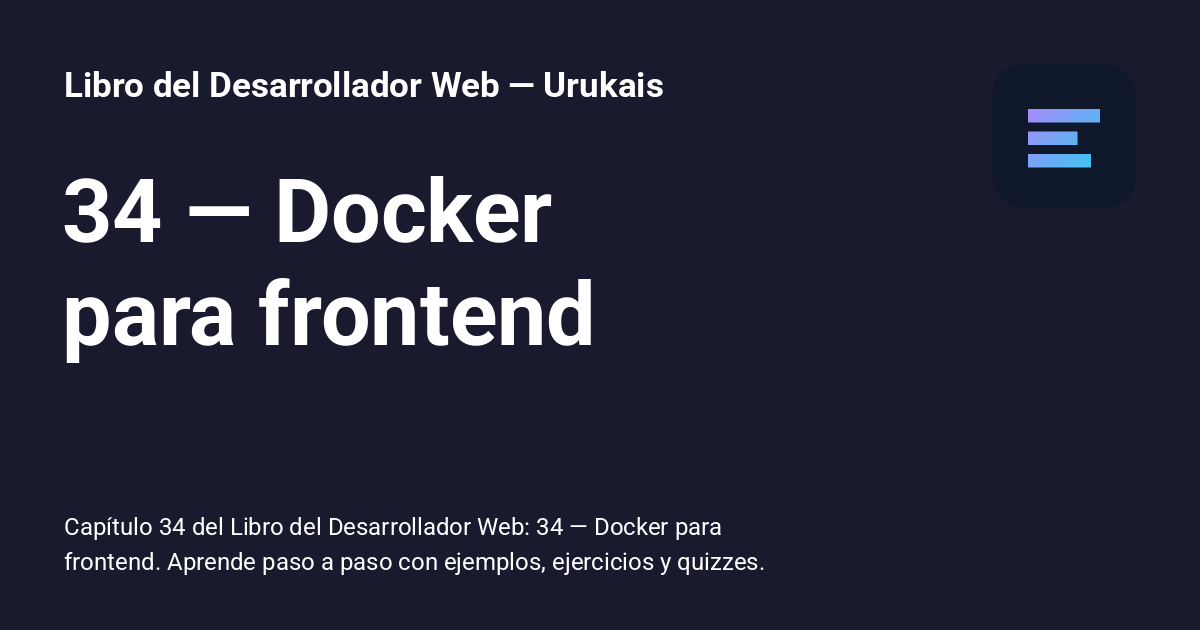 Libro del Desarrollador Web — Urukais
34 — Docker
para frontend
Capítulo 34 del Libro del Desarrollador Web: 34 — Docker para
frontend. Aprende paso a paso con ejemplos, ejercicios y quizzes.